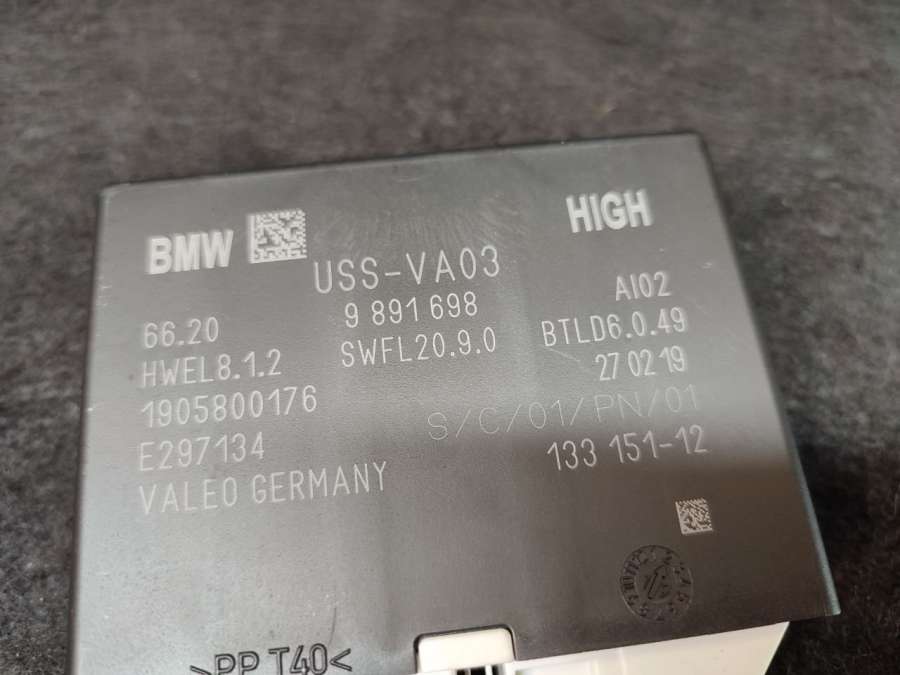 BMW
HIGH
USS-VA03
9 891 698
AI02
66.20
SWFL20.9.0
BTLD6.0.49
HWEL8.1.2
27 02 19
1905800176
S/C/01/PN/01
E297134
133 151-12
VALEO GERMANY
>PP T40<